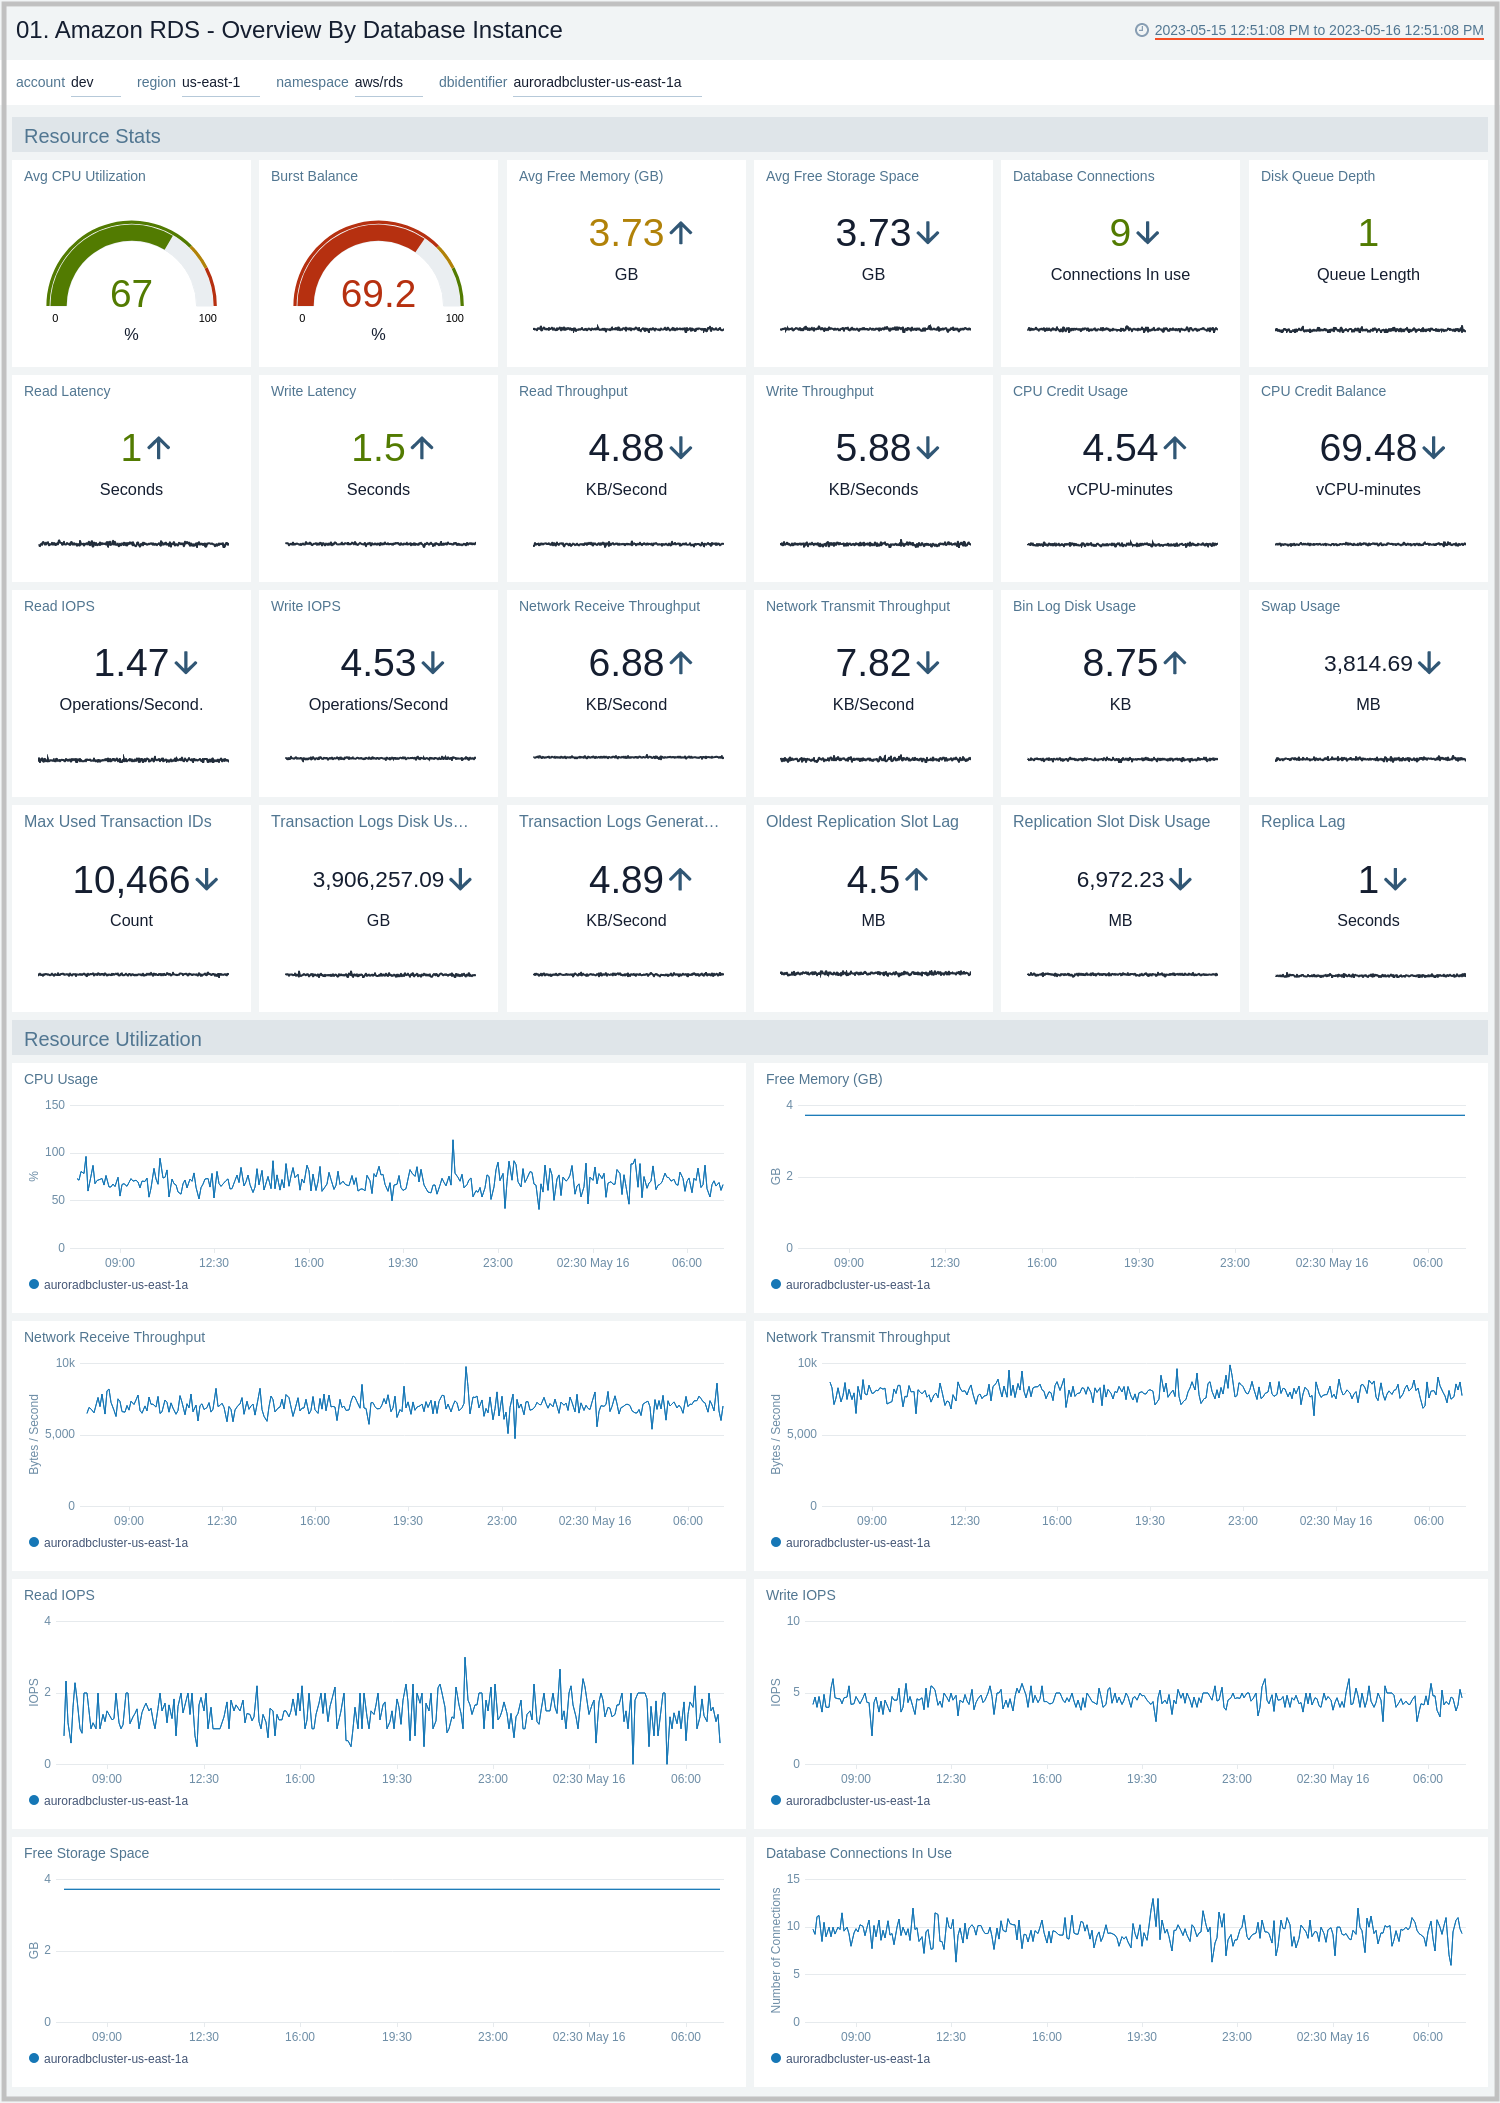 01. Amazon RDS - Overview By Database Instance
2023-05-15 12:51:08 PM to 2023-05-16 12:51:08 PM
account dev region us-east-1 namespace aws/rds dbidentifier auroradbcluster-us-east-1a
Resource Stats
Avg CPU Utilization
67
0 100
%
Burst Balance
69.2
0 100
%
Avg Free Memory (GB)
3.73
GB
Avg Free Storage Space
3.73
GB
Database Connections
9
Connections In use
Disk Queue Depth
1
Queue Length
Read Latency
1
Seconds
Write Latency
1.5
Seconds
Read Throughput
4.88
KB/Second
Write Throughput
5.88
KB/Seconds
CPU Credit Usage
4.54
vCPU-minutes
CPU Credit Balance
69.48
vCPU-minutes
Read IOPS
1.47
Operations/Second.
Write IOPS
4.53
Operations/Second
Network Receive Throughput
6.88
KB/Second
Network Transmit Throughput
7.82
KB/Second
Bin Log Disk Usage
8.75
KB
Swap Usage
3,814.69
MB
Max Used Transaction IDs
10,466
Count
Transaction Logs Disk Us…
3,906,257.09
GB
Transaction Logs Generat…
4.89
KB/Second
Oldest Replication Slot Lag
4.5
MB
Replication Slot Disk Usage
6,972.23
MB
Replica Lag
1
Seconds
Resource Utilization
CPU Usage
150
100
50
0
%
09:00 12:30 16:00 19:30 23:00 02:30 May 16 06:00
auroradbcluster-us-east-1a
Free Memory (GB)
4
2
0
GB
09:00 12:30 16:00 19:30 23:00 02:30 May 16 06:00
auroradbcluster-us-east-1a
Network Receive Throughput
10k
5,000
0
Bytes / Second
09:00 12:30 16:00 19:30 23:00 02:30 May 16 06:00
auroradbcluster-us-east-1a
Network Transmit Throughput
10k
5,000
0
Bytes / Second
09:00 12:30 16:00 19:30 23:00 02:30 May 16 06:00
auroradbcluster-us-east-1a
Read IOPS
4
2
0
IOPS
09:00 12:30 16:00 19:30 23:00 02:30 May 16 06:00
auroradbcluster-us-east-1a
Write IOPS
10
5
0
IOPS
09:00 12:30 16:00 19:30 23:00 02:30 May 16 06:00
auroradbcluster-us-east-1a
Free Storage Space
4
2
0
GB
09:00 12:30 16:00 19:30 23:00 02:30 May 16 06:00
auroradbcluster-us-east-1a
Database Connections In Use
15
10
5
0
Number of Connections
09:00 12:30 16:00 19:30 23:00 02:30 May 16 06:00
auroradbcluster-us-east-1a